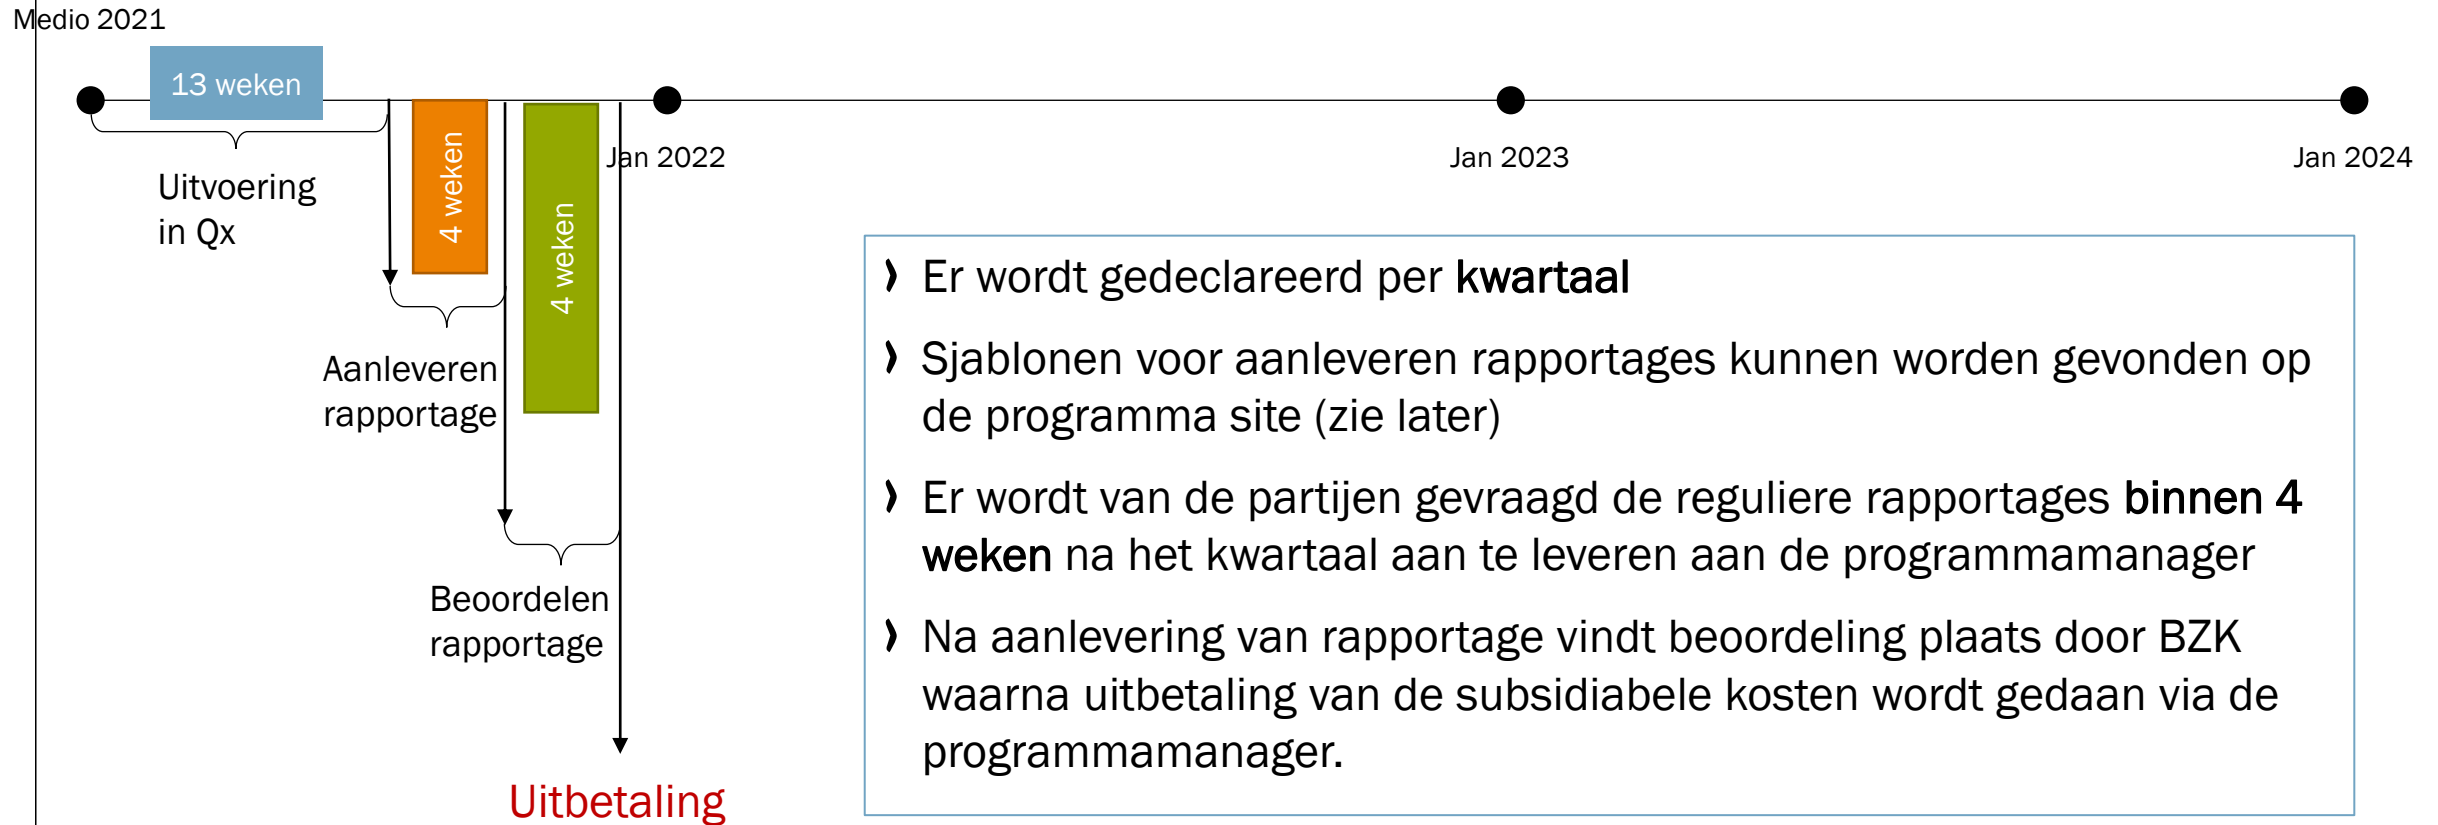 Medio 2021
13 weken
4 weken
4 weken
Jan 2022
Jan 2023
Jan 2024
Uitvoering
in Qx
Aanleveren
rapportage
Beoordelen
rapportage
Uitbetaling
Er wordt gedeclareerd per kwartaal
Sjablonen voor aanleveren rapportages kunnen worden gevonden op
de programma site (zie later)
Er wordt van de partijen gevraagd de reguliere rapportages binnen 4
weken na het kwartaal aan te leveren aan de programmamanager
Na aanlevering van rapportage vindt beoordeling plaats door BZK
waarna uitbetaling van de subsidiabele kosten wordt gedaan via de
programmamanager.